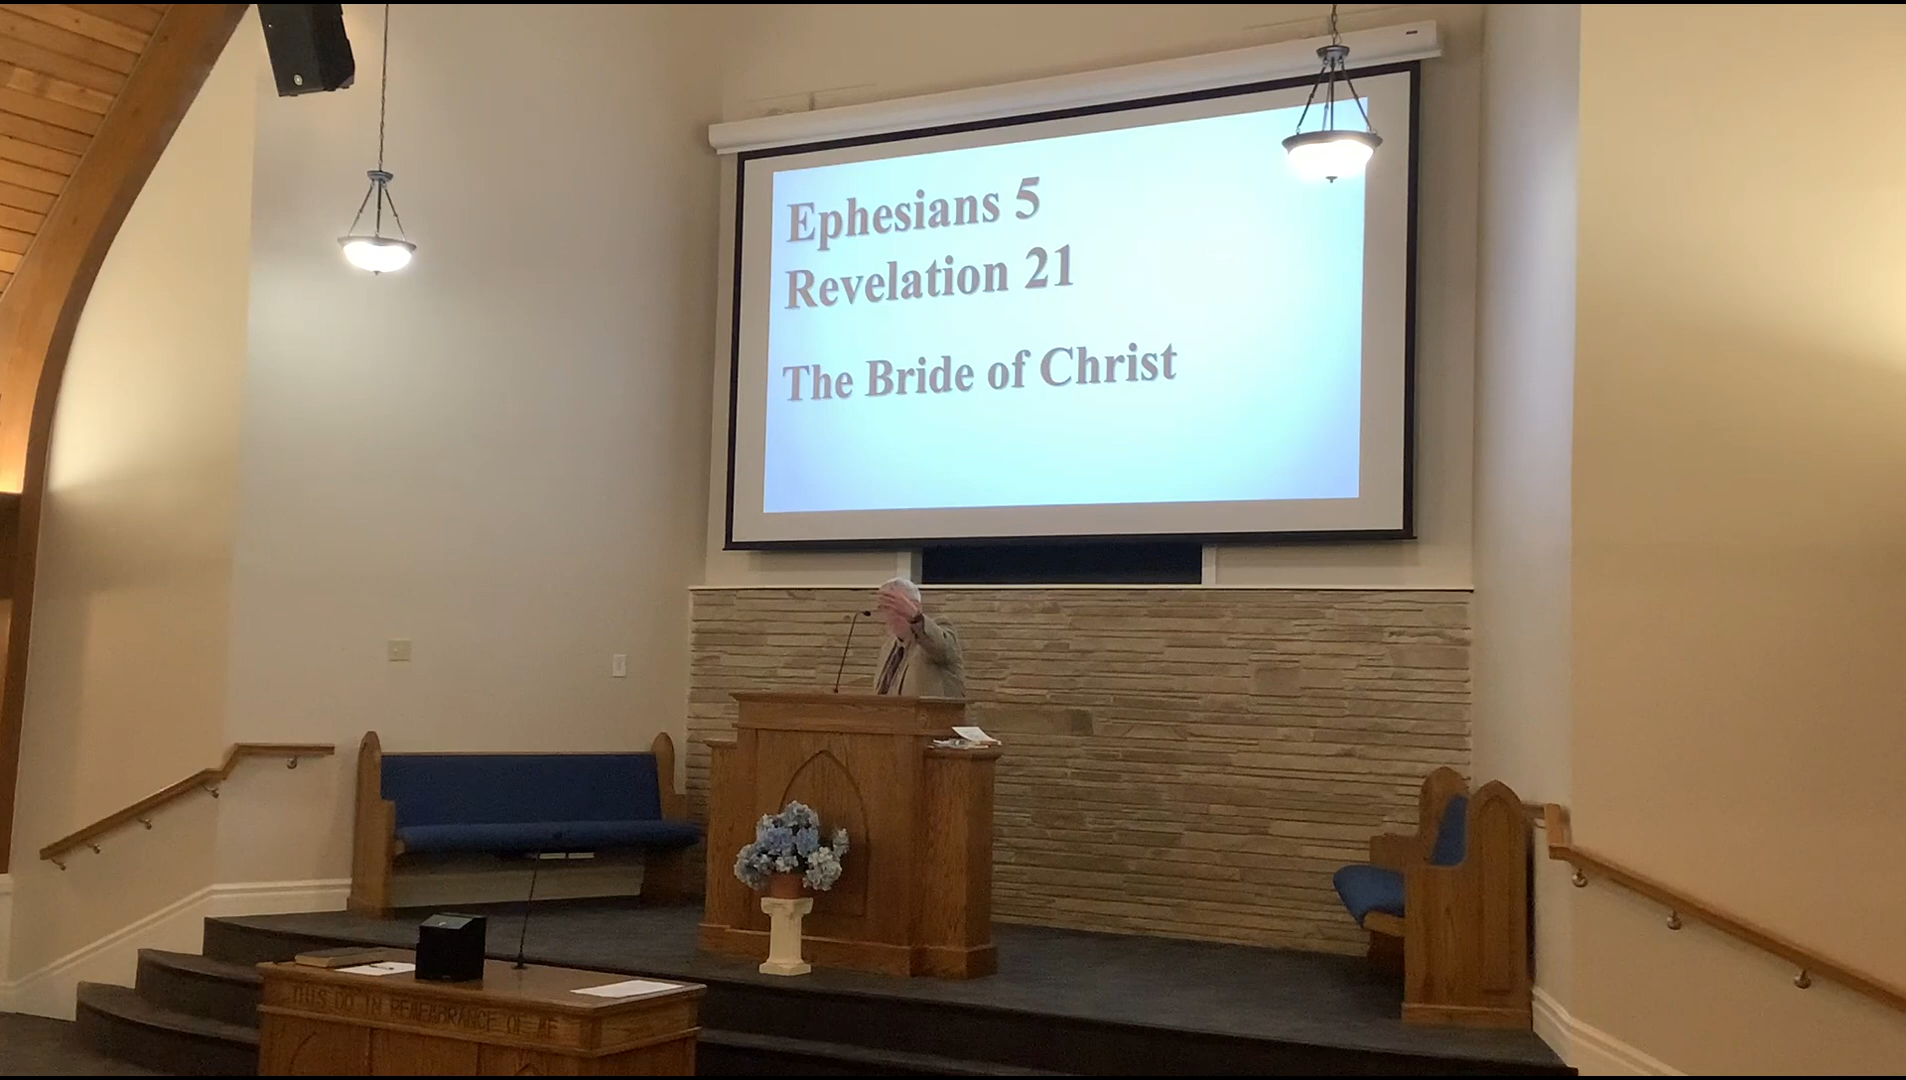 Ephesians 5
Revelation 21
The Bride of Christ
THIS DO IN REMEMBRANCE OF ME